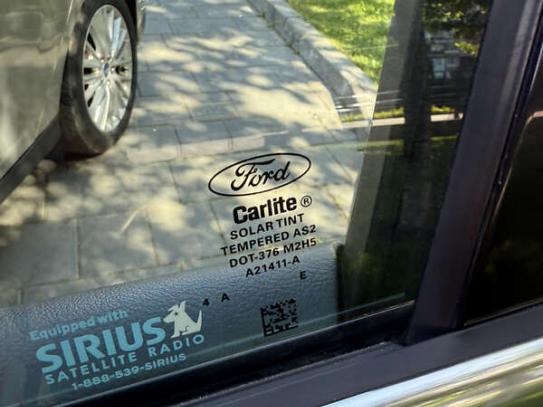 Ford
Carlite®
SOLAR TINT
TEMPERED AS2
DOT-376 M2H5
A21411-A
4 A E
Equipped with
SIRIUS
SATELLITE RADIO
1-888-539-SIRIUS